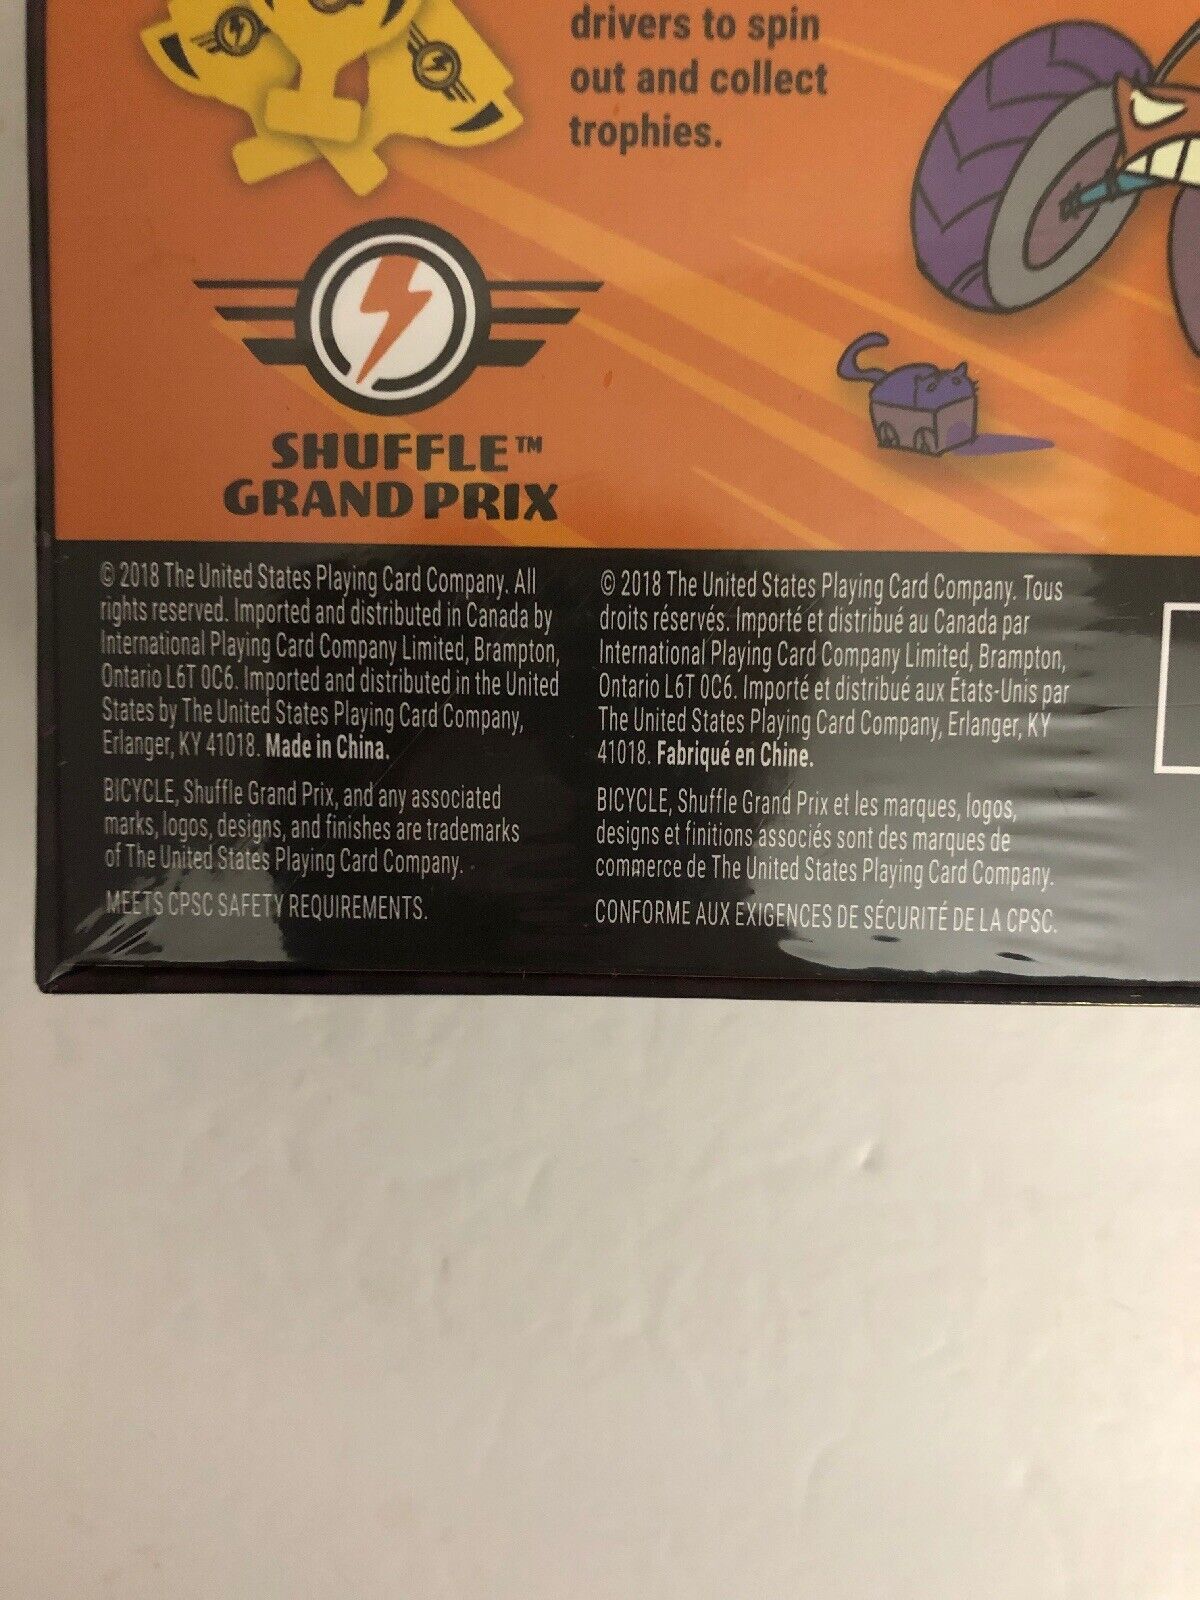 drivers to spin
out and collect
trophies.
SHUFFLE™
GRAND PRIX
© 2018 The United States Playing Card Company. All
rights reserved. Imported and distributed in Canada by
International Playing Card Company Limited, Brampton,
Ontario L6T 0C6. Imported and distributed in the United
States by The United States Playing Card Company,
Erlanger, KY 41018. Made in China.
BICYCLE, Shuffle Grand Prix, and any associated
marks, logos, designs, and finishes are trademarks
of The United States Playing Card Company.
MEETS CPSC SAFETY REQUIREMENTS.
© 2018 The United States Playing Card Company. Tous
droits réservés. Importé et distribué au Canada par
International Playing Card Company Limited, Brampton,
Ontario L6T 0C6. Importé et distribué aux États-Unis par
The United States Playing Card Company, Erlanger, KY
41018. Fabriqué en Chine.
BICYCLE, Shuffle Grand Prix et les marques, logos,
designs et finitions associés sont des marques de
commerce de The United States Playing Card Company.
CONFORME AUX EXIGENCES DE SÉCURITÉ DE LA CPSC.